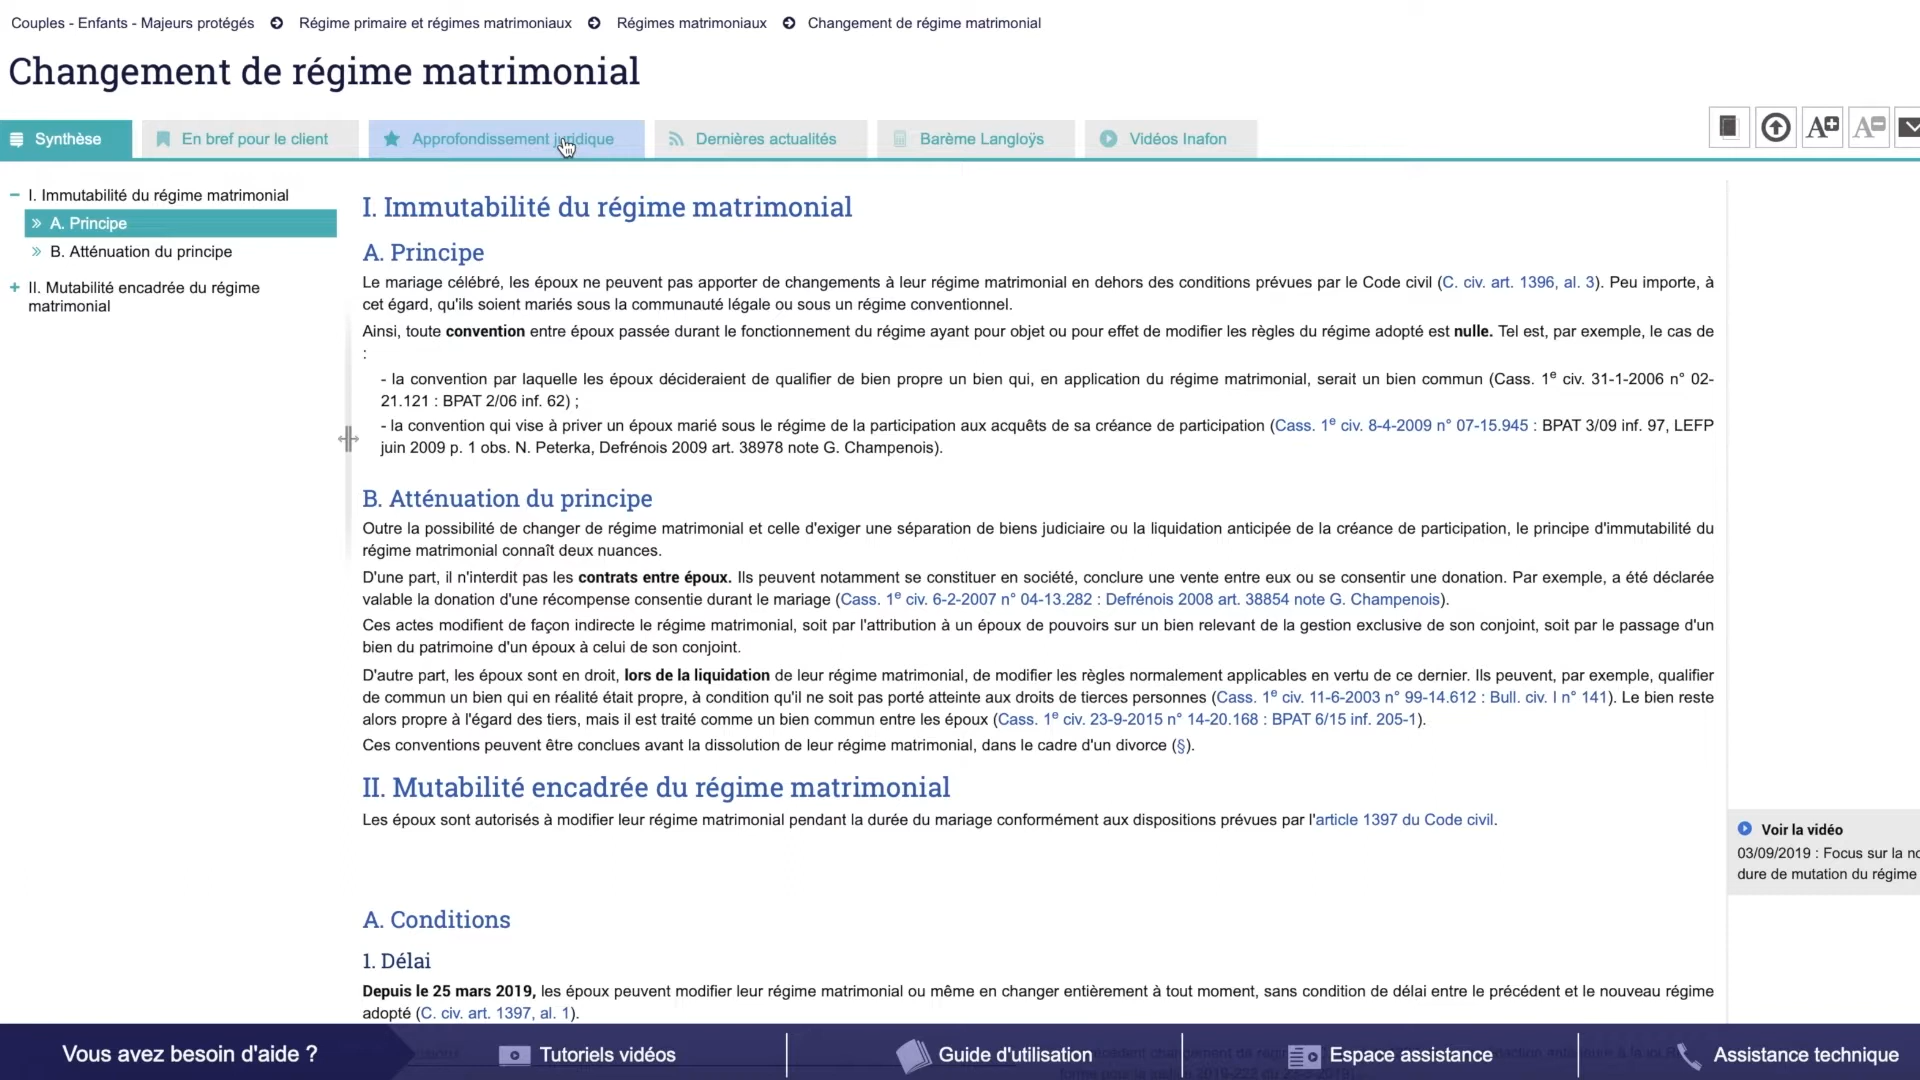 Couples - Enfants - Majeurs protégés Régime primaire et régimes matrimoniaux Régimes matrimoniaux Changement de régime matrimonial
Changement de régime matrimonial
Synthèse En bref pour le client Approfondissement juridique Dernières actualités Barème Langloÿs Vidéos Inafon
A+ A-
I. Immutabilité du régime matrimonial
A. Principe
B. Atténuation du principe
II. Mutabilité encadrée du régime
matrimonial
I. Immutabilité du régime matrimonial
A. Principe
Le mariage célébré, les époux ne peuvent pas apporter de changements à leur régime matrimonial en dehors des conditions prévues par le Code civil (C. civ. art. 1396, al. 3). Peu importe, à
cet égard, qu'ils soient mariés sous la communauté légale ou sous un régime conventionnel.
Ainsi, toute convention entre époux passée durant le fonctionnement du régime ayant pour objet ou pour effet de modifier les règles du régime adopté est nulle. Tel est, par exemple, le cas de
:
- la convention par laquelle les époux décideraient de qualifier de bien propre un bien qui, en application du régime matrimonial, serait un bien commun (Cass. 1e civ. 31-1-2006 n° 02-
21.121 : BPAT 2/06 inf. 62) ;
- la convention qui vise à priver un époux marié sous le régime de la participation aux acquêts de sa créance de participation (Cass. 1e civ. 8-4-2009 n° 07-15.945 : BPAT 3/09 inf. 97, LEFP
juin 2009 p. 1 obs. N. Peterka, Defrénois 2009 art. 38978 note G. Champenois).
B. Atténuation du principe
Outre la possibilité de changer de régime matrimonial et celle d'exiger une séparation de biens judiciaire ou la liquidation anticipée de la créance de participation, le principe d'immutabilité du
régime matrimonial connaît deux nuances.
D'une part, il n'interdit pas les contrats entre époux. Ils peuvent notamment se constituer en société, conclure une vente entre eux ou se consentir une donation. Par exemple, a été déclarée
valable la donation d'une récompense consentie durant le mariage (Cass. 1e civ. 6-2-2007 n° 04-13.282 : Defrénois 2008 art. 38854 note G. Champenois).
Ces actes modifient de façon indirecte le régime matrimonial, soit par l'attribution à un époux de pouvoirs sur un bien relevant de la gestion exclusive de son conjoint, soit par le passage d'un
bien du patrimoine d'un époux à celui de son conjoint.
D'autre part, les époux sont en droit, lors de la liquidation de leur régime matrimonial, de modifier les règles normalement applicables en vertu de ce dernier. Ils peuvent, par exemple, qualifier
de commun un bien qui en réalité était propre, à condition qu'il ne soit pas porté atteinte aux droits de tierces personnes (Cass. 1e civ. 11-6-2003 n° 99-14.612 : Bull. civ. I n° 141). Le bien reste
alors propre à l'égard des tiers, mais il est traité comme un bien commun entre les époux (Cass. 1e civ. 23-9-2015 n° 14-20.168 : BPAT 6/15 inf. 205-1).
Ces conventions peuvent être conclues avant la dissolution de leur régime matrimonial, dans le cadre d'un divorce (§).
II. Mutabilité encadrée du régime matrimonial
Les époux sont autorisés à modifier leur régime matrimonial pendant la durée du mariage conformément aux dispositions prévues par l'article 1397 du Code civil.
Voir la vidéo
03/09/2019 : Focus sur la
dure de mutation du régime
A. Conditions
1. Délai
Depuis le 25 mars 2019, les époux peuvent modifier leur régime matrimonial ou même en changer entièrement à tout moment, sans condition de délai entre le précédent et le nouveau régime
adopté (C. civ. art. 1397, al. 1).
Vous avez besoin d'aide ? Tutoriels vidéos Guide d'utilisation Espace assistance Assistance technique